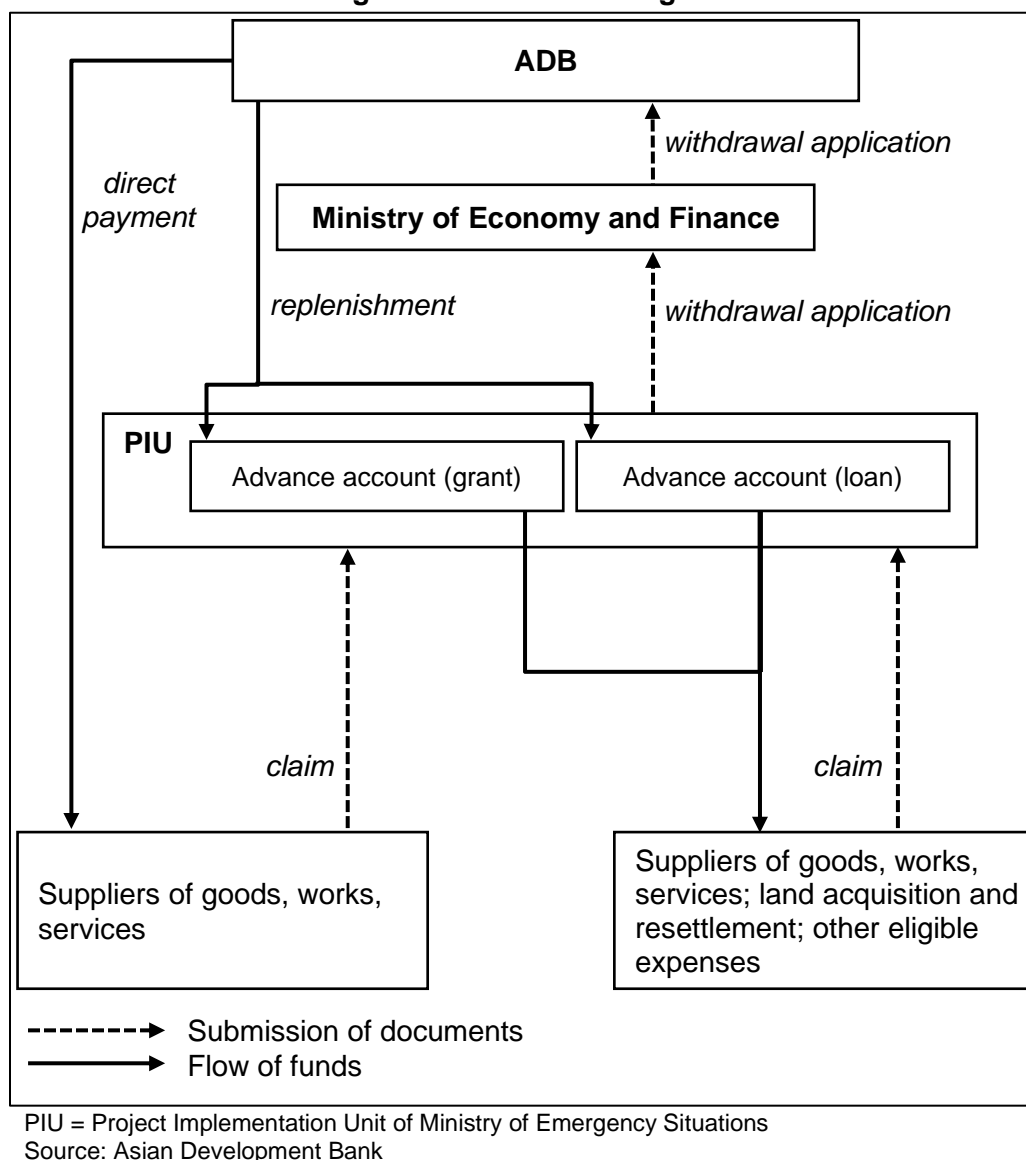 ADB
withdrawal application
direct
payment
Ministry of Economy and Finance
replenishment
withdrawal application
PIU
Advance account (grant)
Advance account (loan)
claim
claim
Suppliers of goods, works,
services
Suppliers of goods, works,
services; land acquisition and
resettlement; other eligible
expenses
Submission of documents
Flow of funds
PIU = Project Implementation Unit of Ministry of Emergency Situations
Source: Asian Development Bank